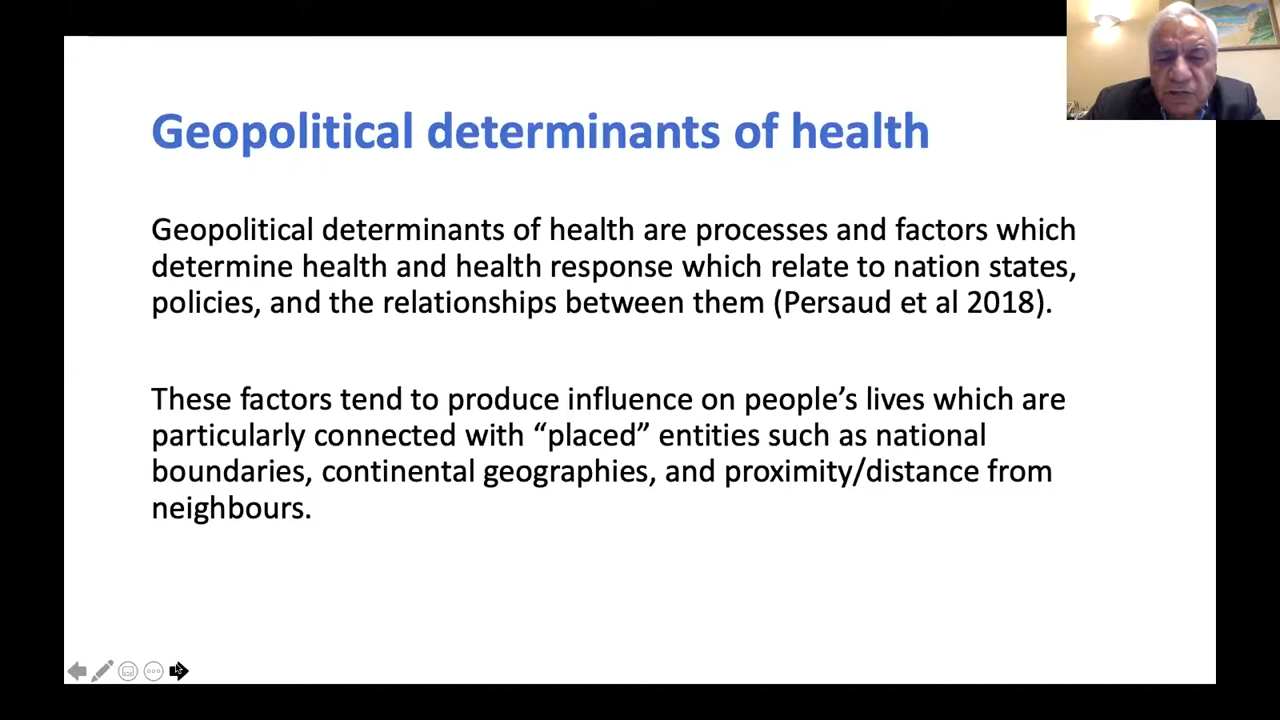 Geopolitical determinants of health
Geopolitical determinants of health are processes and factors which
determine health and health response which relate to nation states,
policies, and the relationships between them (Persaud et al 2018).
These factors tend to produce influence on people’s lives which are
particularly connected with “placed” entities such as national
boundaries, continental geographies, and proximity/distance from
neighbours.